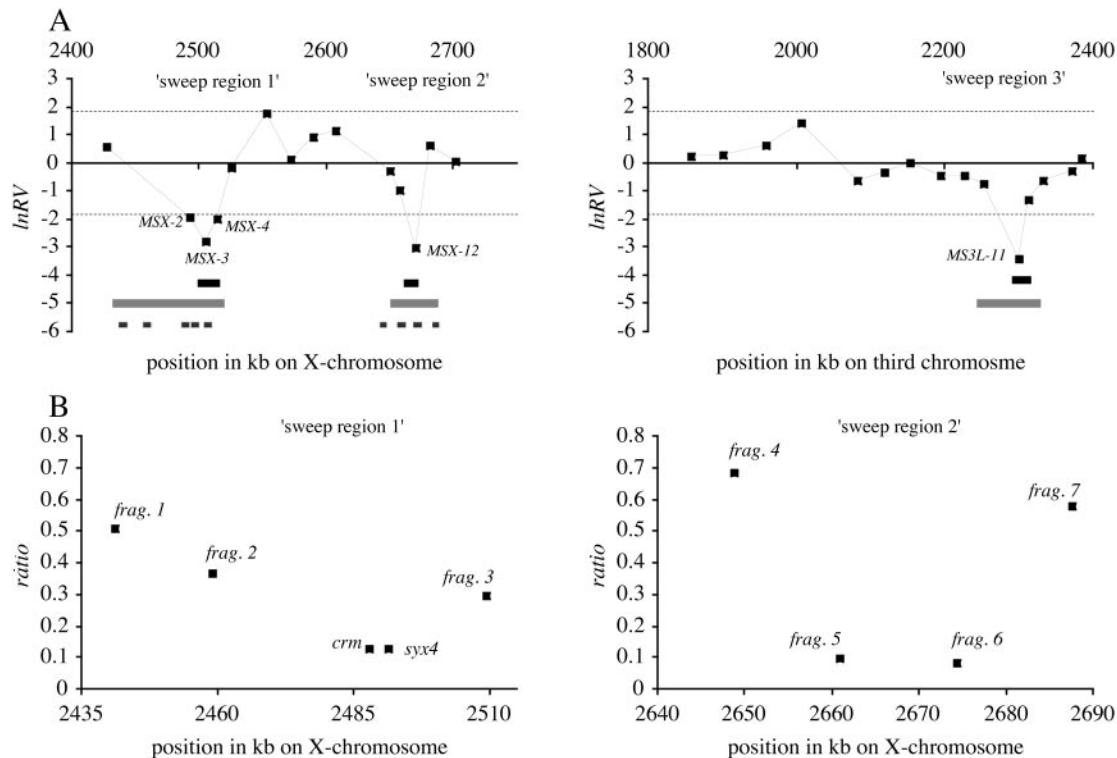 A
2400 2500 2600 2700
'sweep region 1' 'sweep region 2'
3
2
1
0
-1
-2
-3
-4
-5
-6
lnRV
MSX-2
MSX-4
MSX-3
MSX-12
position in kb on X-chromosome
1800 2000 2200 2400
'sweep region 3'
3
2
1
0
-1
-2
-3
-4
-5
-6
lnRV
MS3L-11
position in kb on third chromosme
B
'sweep region 1'
0.8
0.7
0.6
0.5
0.4
0.3
0.2
0.1
0
ratio
frag. 1
frag. 2
frag. 3
crm
syx4
2435 2460 2485 2510
position in kb on X-chromosome
'sweep region 2'
0.8
0.7
0.6
0.5
0.4
0.3
0.2
0.1
0
ratio
frag. 4
frag. 7
frag. 5
frag. 6
2640 2650 2660 2670 2680 2690
position in kb on X-chromosome